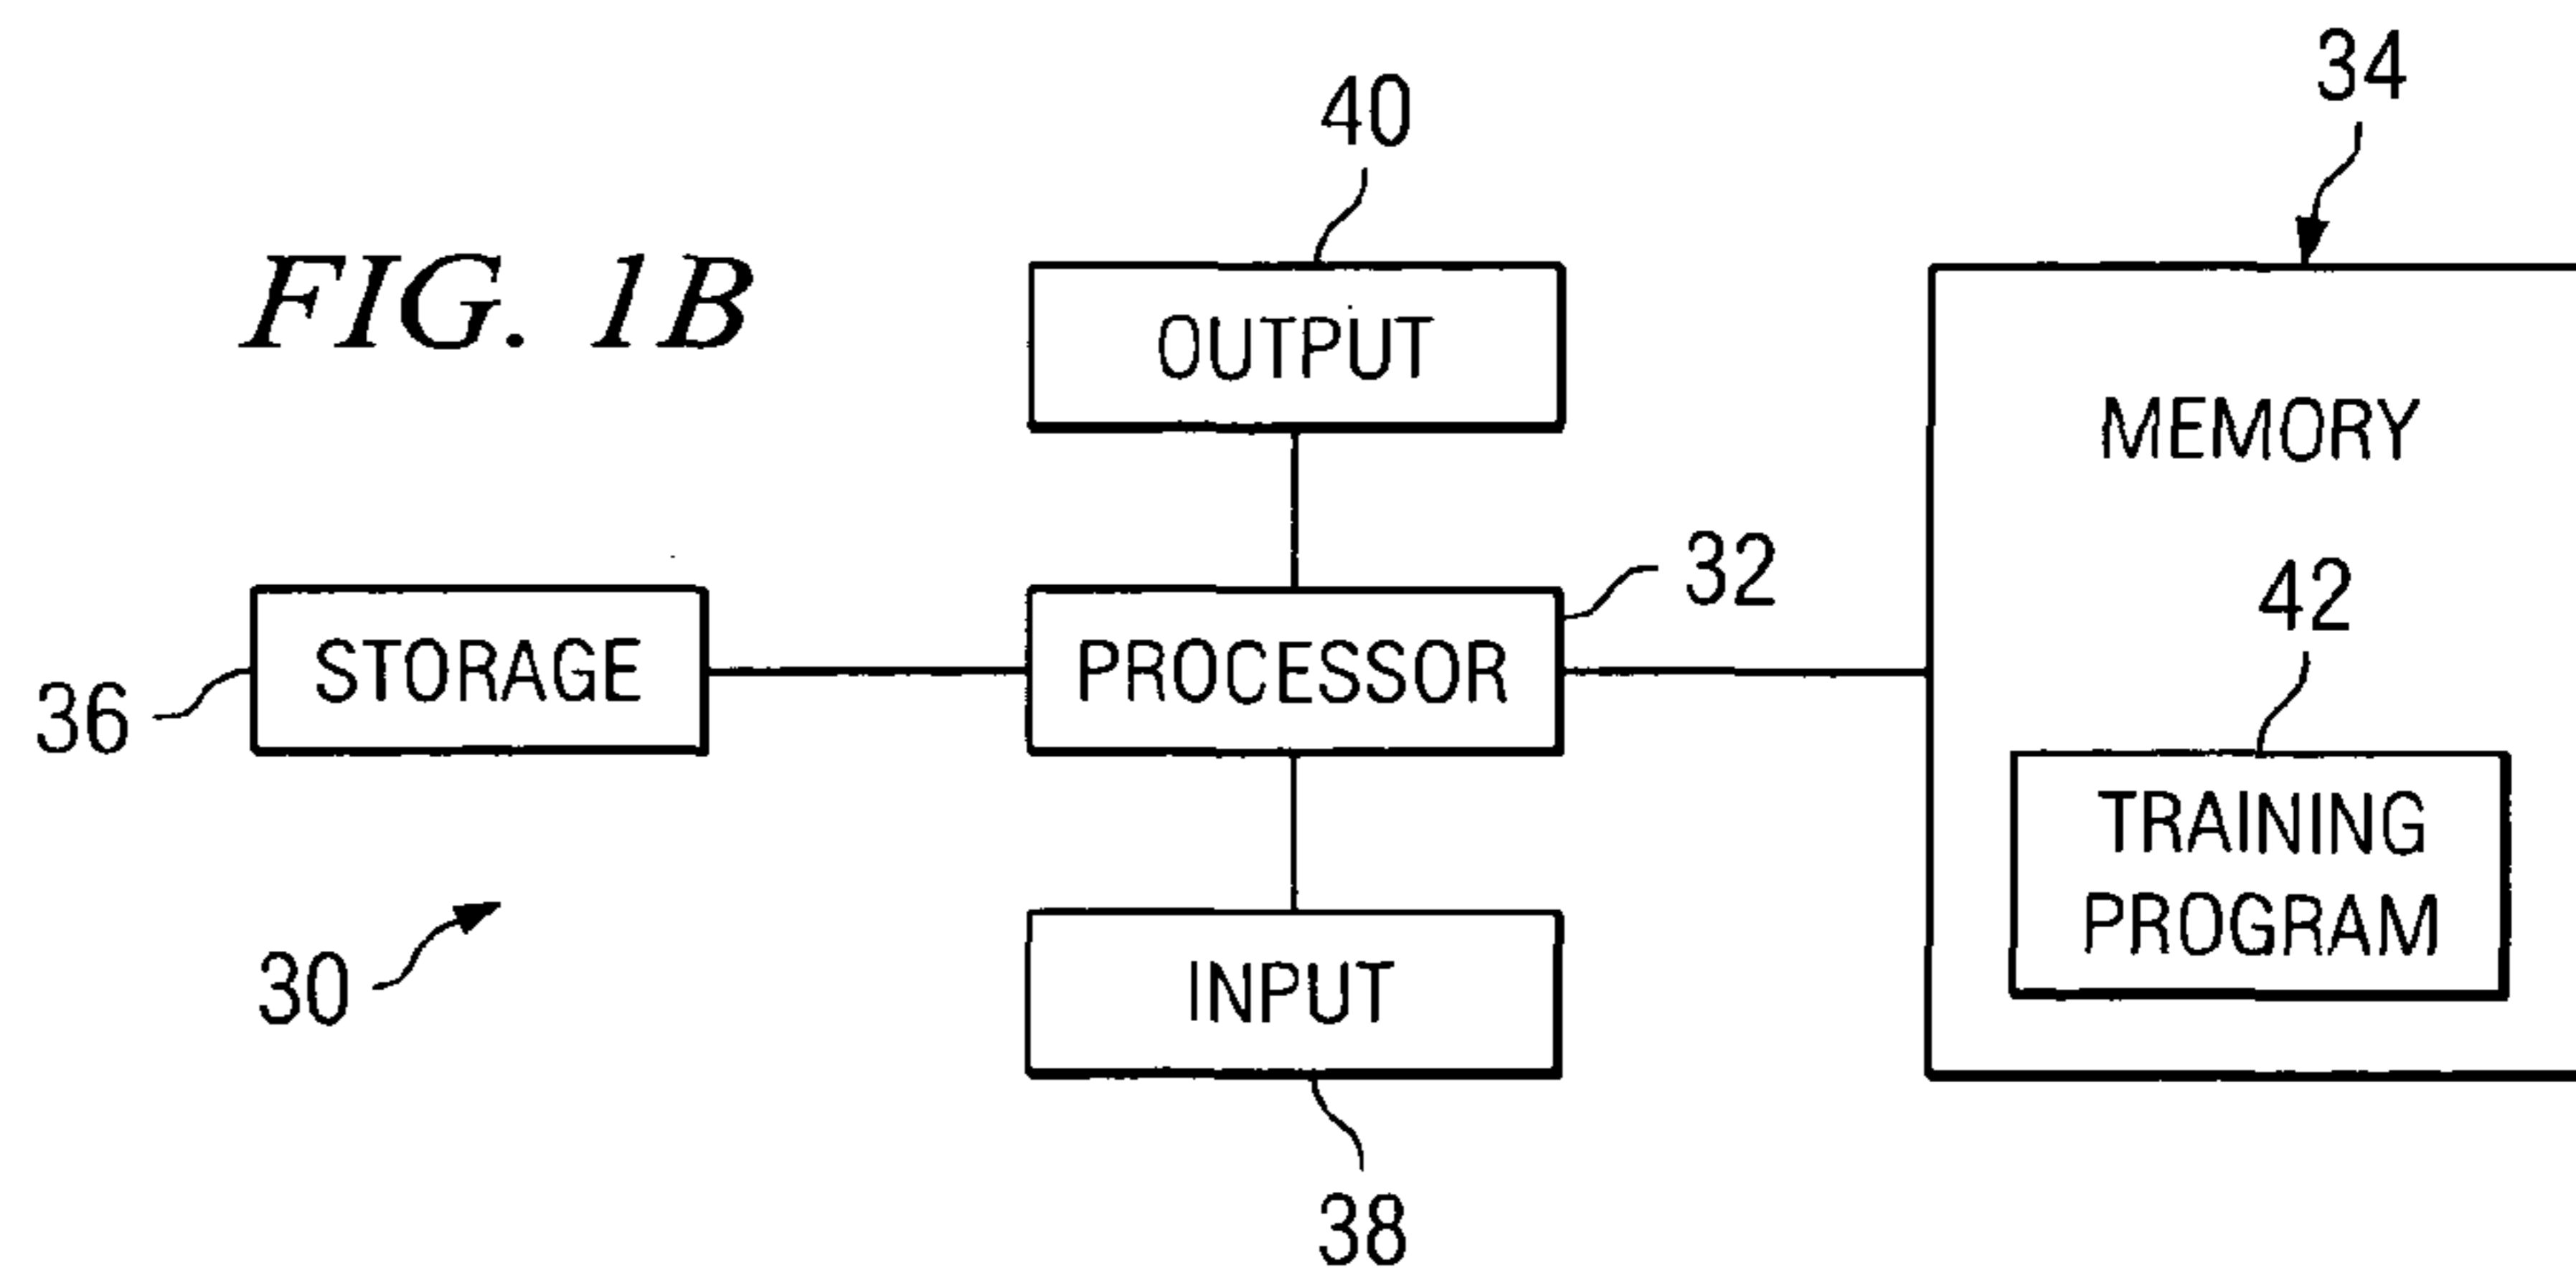 34
40
FIG. 1B
OUTPUT
MEMORY
32
42
STORAGE
PROCESSOR
36
TRAINING
PROGRAM
30
INPUT
38